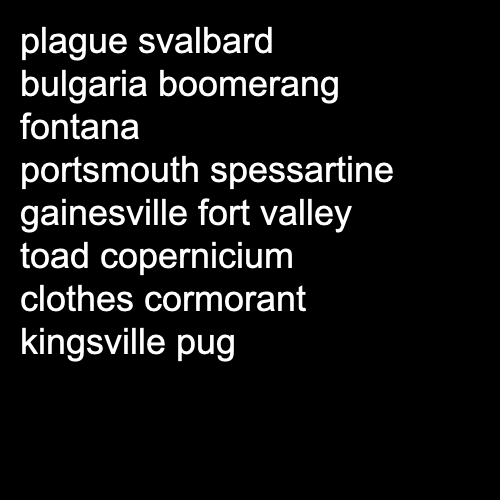 plague svalbard
bulgaria boomerang
fontana
portsmouth spessartine
gainesville fort valley
toad copernicium
clothes cormorant
kingsville pug